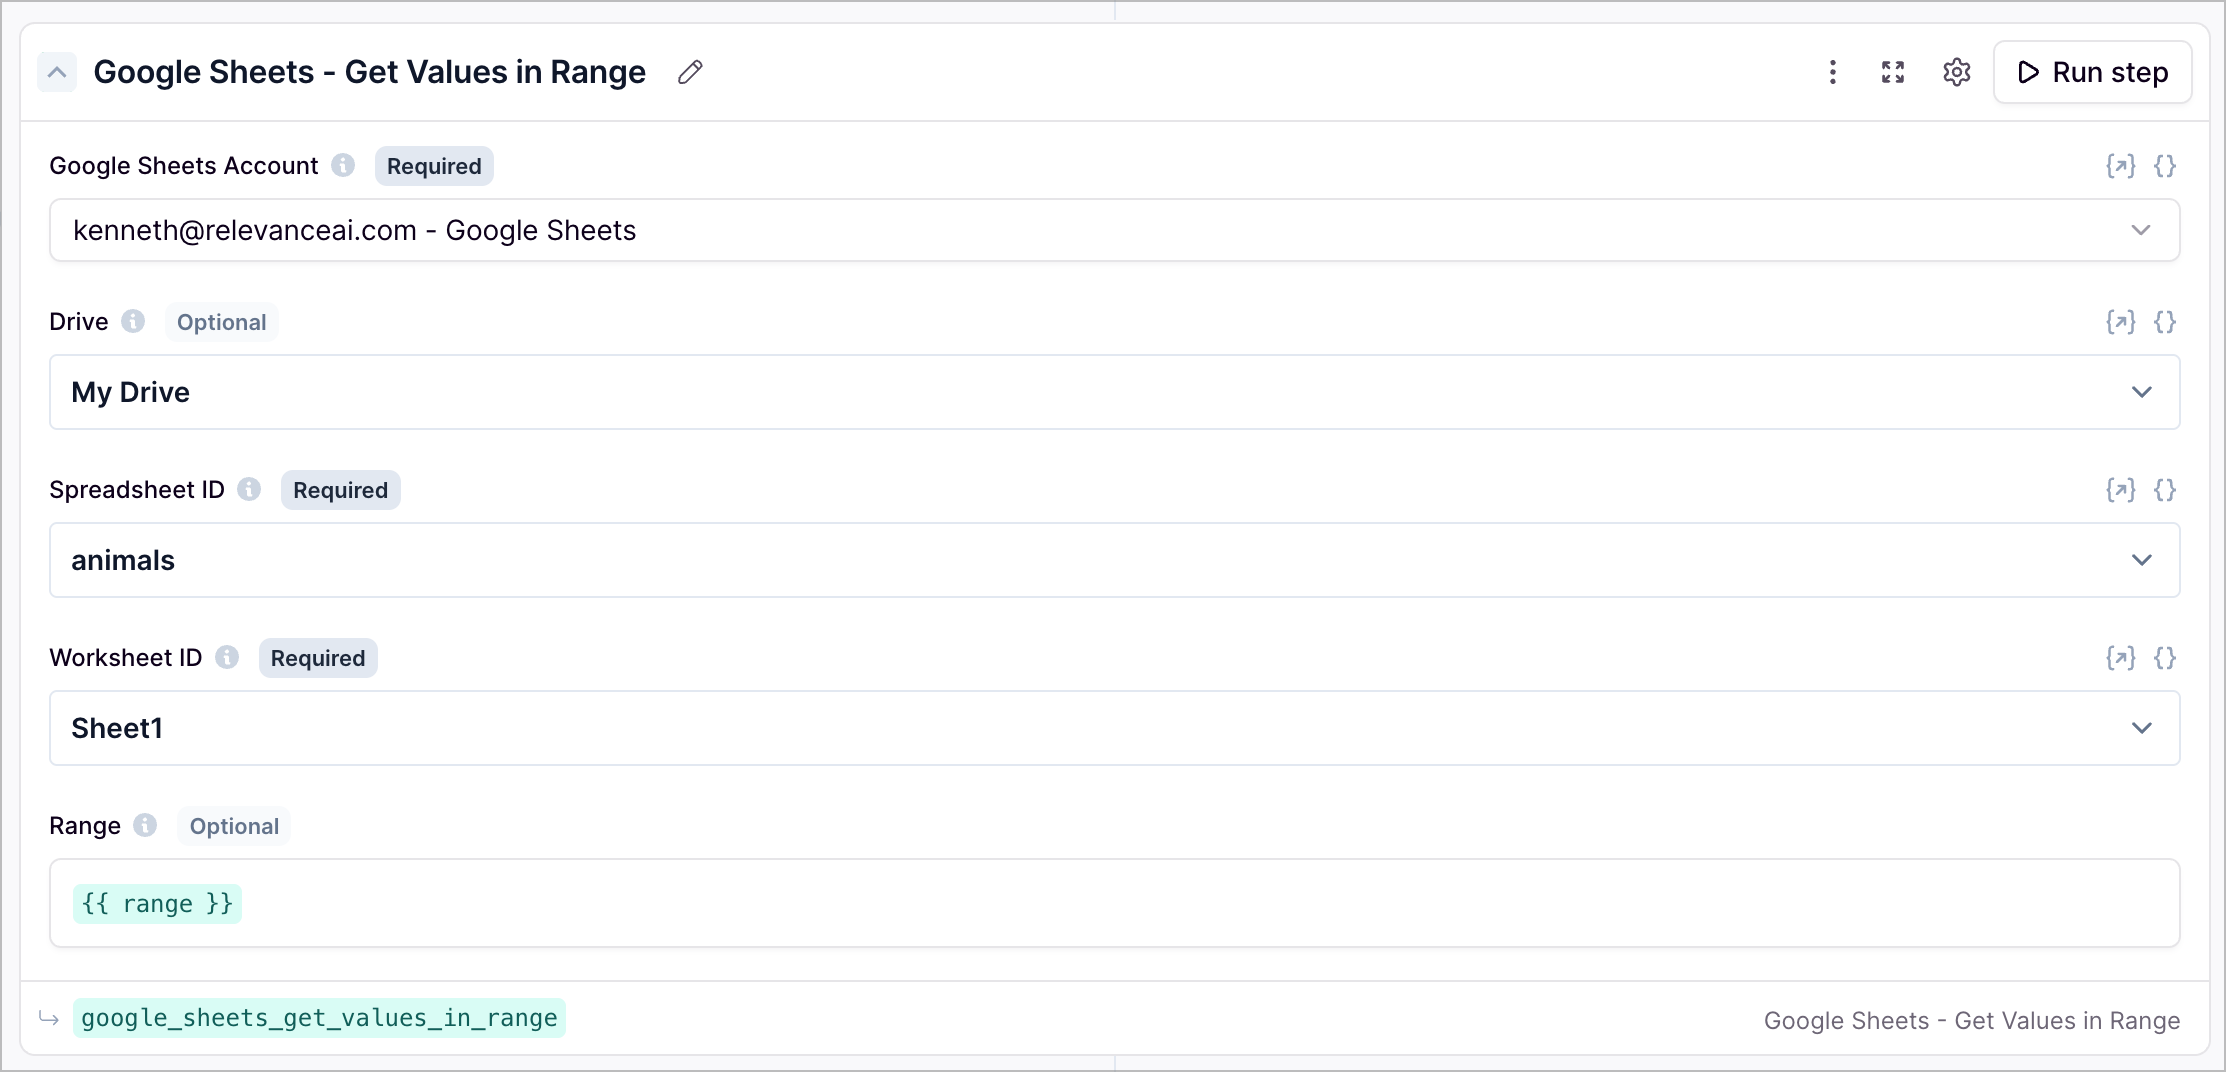 Google Sheets - Get Values in Range
Run step
Google Sheets Account Required
kenneth@relevanceai.com - Google Sheets
Drive Optional
My Drive
Spreadsheet ID Required
animals
Worksheet ID Required
Sheet1
Range Optional
{{ range }}
google_sheets_get_values_in_range
Google Sheets - Get Values in Range